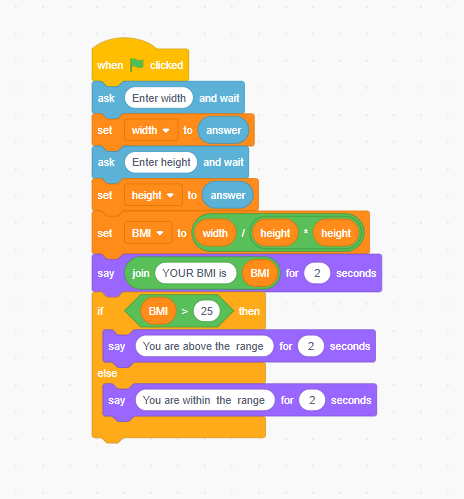 when clicked
ask Enter width and wait
set width to answer
ask Enter height and wait
set height to answer
set BMI to width / height * height
say join YOUR BMI is BMI for 2 seconds
if BMI > 25 then
say You are above the range for 2 seconds
else
say You are within the range for 2 seconds